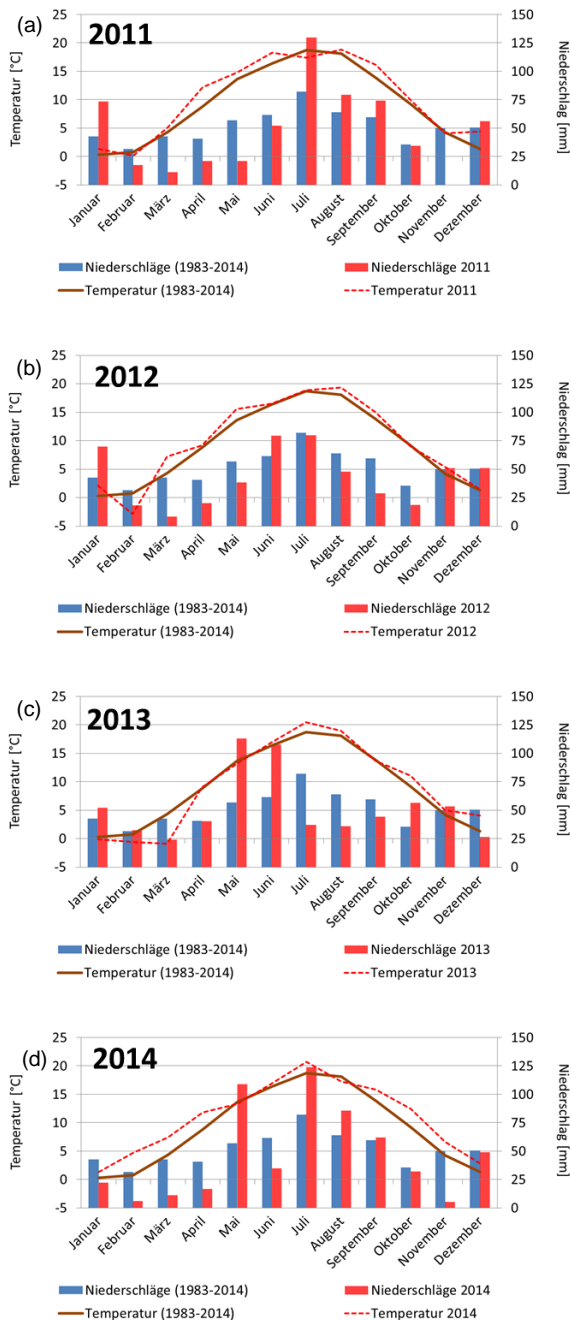 (a)
2011
Temperatur [°C]
25
20
15
10
5
0
-5
150
125
100
75
50
25
0
Niederschlag [mm]
Januar
Februar
März
April
Mai
Juni
Juli
August
September
Oktober
November
Dezember
Niederschläge (1983-2014)
Niederschläge 2011
Temperatur (1983-2014)
Temperatur 2011
(b)
2012
Temperatur [°C]
25
20
15
10
5
0
-5
150
125
100
75
50
25
0
Niederschlag [mm]
Januar
Februar
März
April
Mai
Juni
Juli
August
September
Oktober
November
Dezember
Niederschläge (1983-2014)
Niederschläge 2012
Temperatur (1983-2014)
Temperatur 2012
(c)
2013
Temperatur [°C]
25
20
15
10
5
0
-5
150
125
100
75
50
25
0
Niederschlag [mm]
Januar
Februar
März
April
Mai
Juni
Juli
August
September
Oktober
November
Dezember
Niederschläge (1983-2014)
Niederschläge 2013
Temperatur (1983-2014)
Temperatur 2013
(d)
2014
Temperatur [°C]
25
20
15
10
5
0
-5
150
125
100
75
50
25
0
Niederschlag [mm]
Januar
Februar
März
April
Mai
Juni
Juli
August
September
Oktober
November
Dezember
Niederschläge (1983-2014)
Niederschläge 2014
Temperatur (1983-2014)
Temperatur 2014